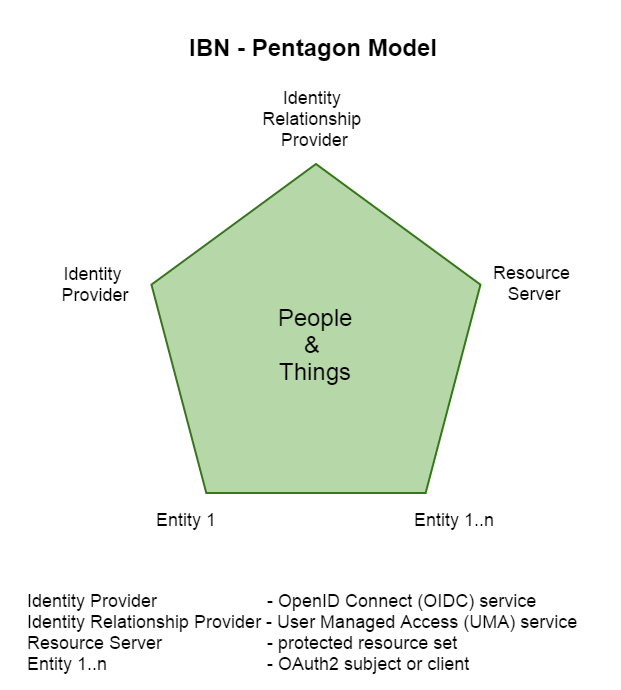 IBN - Pentagon Model
Identity
Relationship
Provider
Identity
Provider
Resource
Server
People
&
Things
Entity 1
Entity 1..n
Identity Provider - OpenID Connect (OIDC) service
Identity Relationship Provider - User Managed Access (UMA) service
Resource Server - protected resource set
Entity 1..n - OAuth2 subject or client